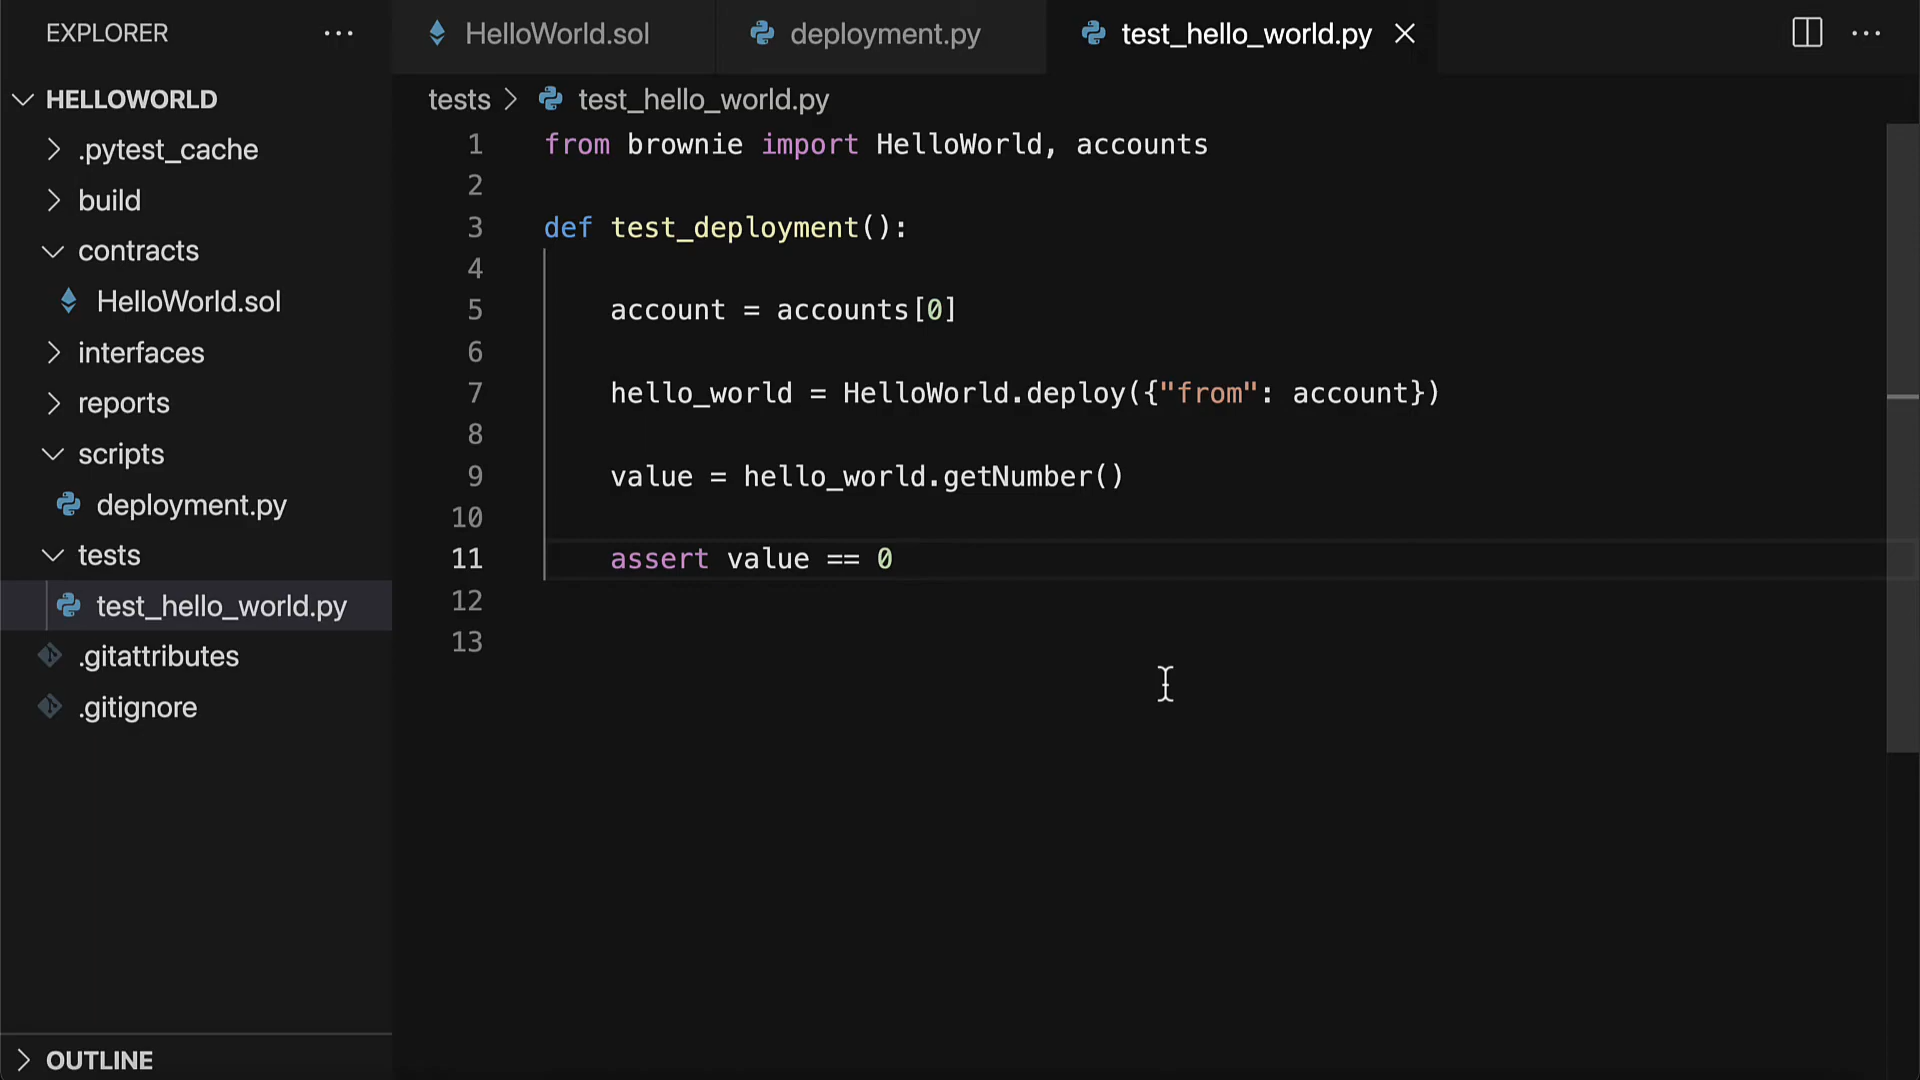 EXPLORER
HELLOWORLD
.pytest_cache
build
contracts
HelloWorld.sol
interfaces
reports
scripts
deployment.py
tests
test_hello_world.py
.gitattributes
.gitignore
OUTLINE
HelloWorld.sol
deployment.py
test_hello_world.py
tests > test_hello_world.py
1 from brownie import HelloWorld, accounts
2
3 def test_deployment():
4
5 account = accounts[0]
6
7 hello_world = HelloWorld.deploy({"from": account})
8
9 value = hello_world.getNumber()
10
11 assert value == 0
12
13